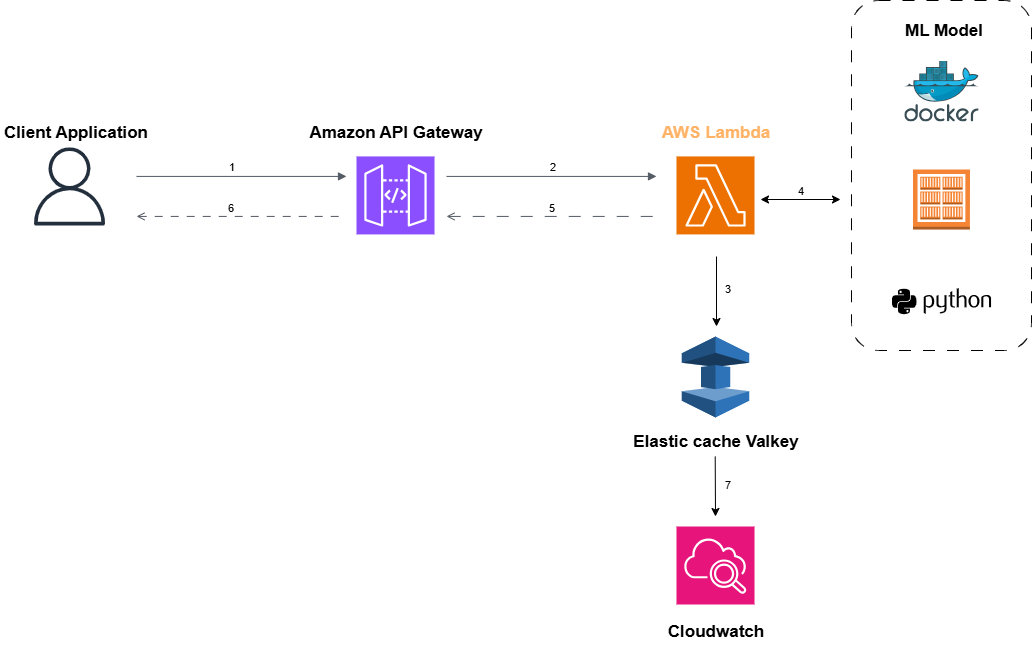 ML Model
docker
Client Application
Amazon API Gateway
AWS Lambda
1
2
4
6
5
</>
python
3
Elastic cache Valkey
7
Cloudwatch